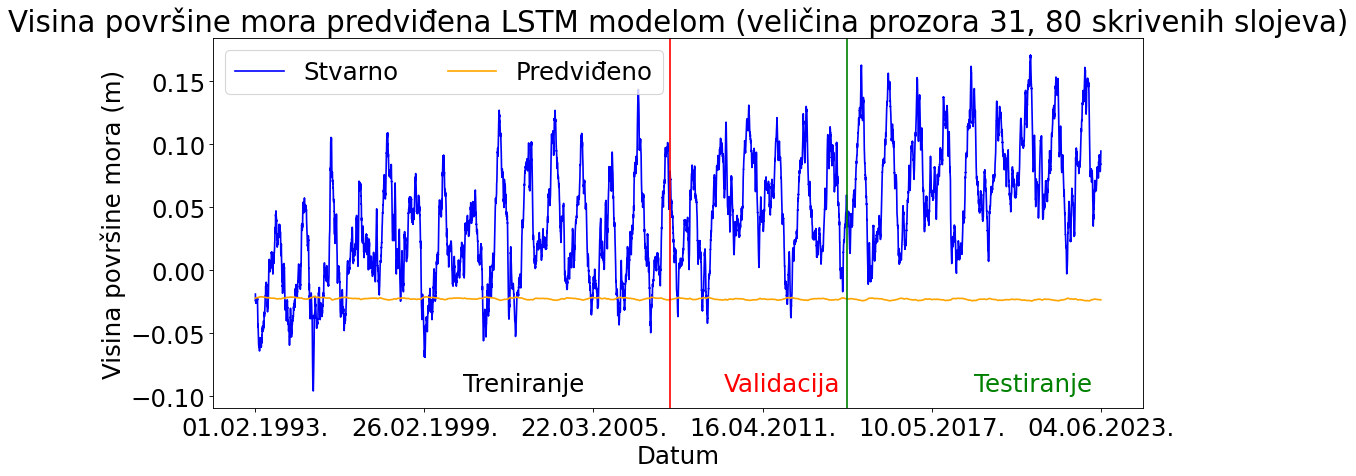 Visina površine mora predviđena LSTM modelom (veličina prozora 31, 80 skrivenih slojeva)
Stvarno
Predviđeno
Visina površine mora (m)
0.15
0.10
0.05
0.00
−0.05
−0.10
Treniranje
Validacija
Testiranje
01.02.1993.
26.02.1999.
22.03.2005.
16.04.2011.
10.05.2017.
04.06.2023.
Datum